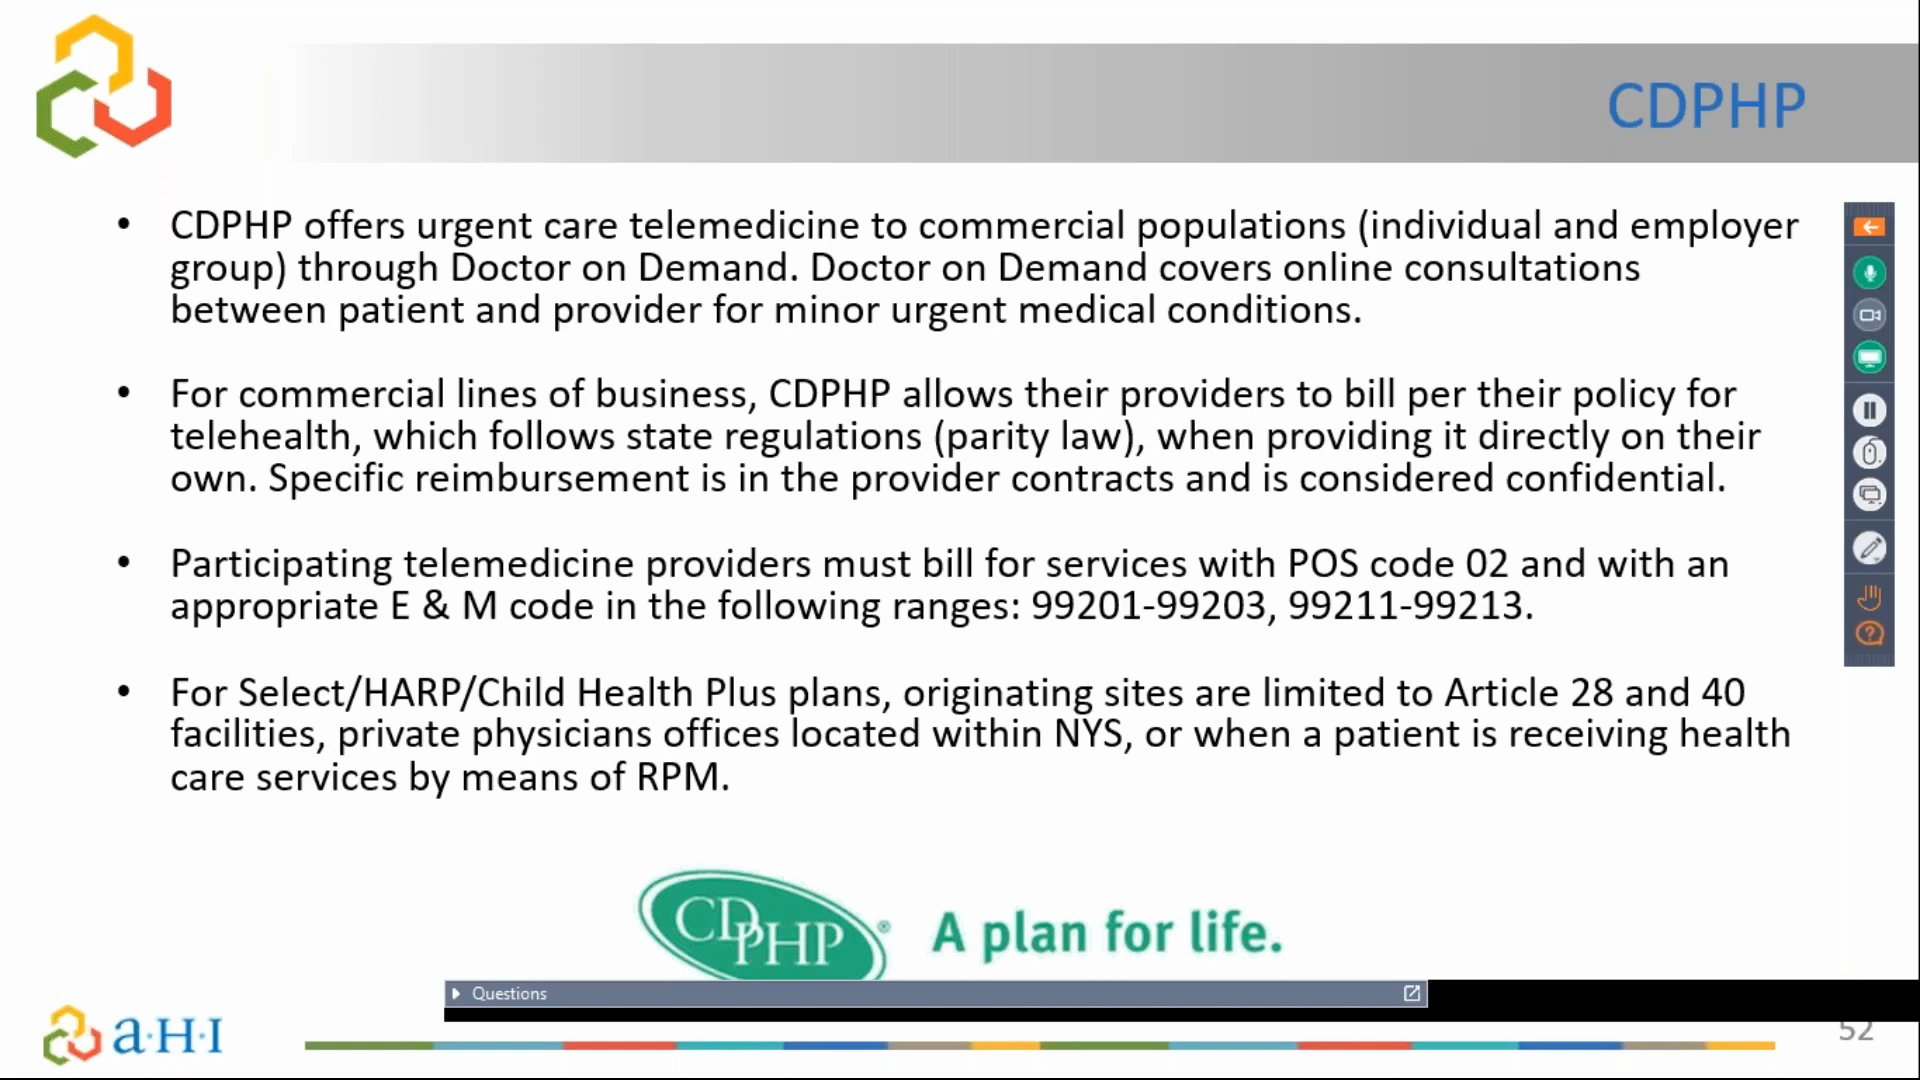 CDPHP
• CDPHP offers urgent care telemedicine to commercial populations (individual and employer
group) through Doctor on Demand. Doctor on Demand covers online consultations
between patient and provider for minor urgent medical conditions.
• For commercial lines of business, CDPHP allows their providers to bill per their policy for
telehealth, which follows state regulations (parity law), when providing it directly on their
own. Specific reimbursement is in the provider contracts and is considered confidential.
• Participating telemedicine providers must bill for services with POS code 02 and with an
appropriate E & M code in the following ranges: 99201-99203, 99211-99213.
• For Select/HARP/Child Health Plus plans, originating sites are limited to Article 28 and 40
facilities, private physicians offices located within NYS, or when a patient is receiving health
care services by means of RPM.
CDPHP® A plan for life.
Questions
a·H·I
52